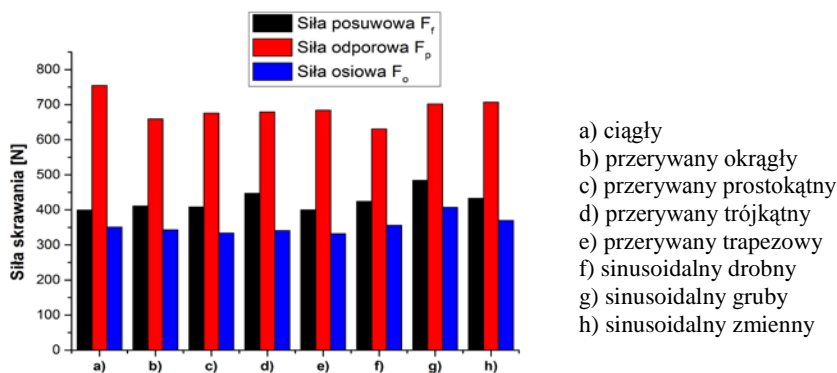 Siła posuwowa F_f
Siła odporowa F_p
Siła osiowa F_o
Siła skrawania [N]
800
700
600
500
400
300
200
100
0
a) b) c) d) e) f) g) h)
a) ciągły
b) przerywany okrągły
c) przerywany prostokątny
d) przerywany trójkątny
e) przerywany trapezowy
f) sinusoidalny drobny
g) sinusoidalny gruby
h) sinusoidalny zmienny